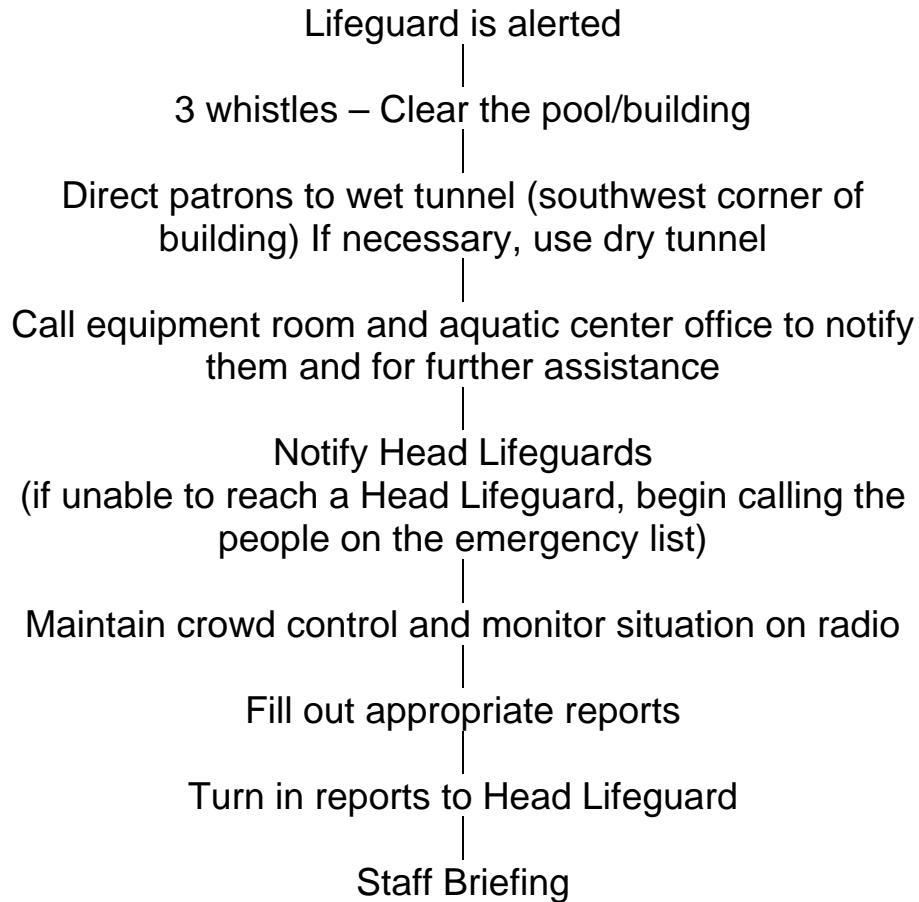 Lifeguard is alerted
3 whistles – Clear the pool/building
Direct patrons to wet tunnel (southwest corner of
building) If necessary, use dry tunnel
Call equipment room and aquatic center office to notify
them and for further assistance
Notify Head Lifeguards
(if unable to reach a Head Lifeguard, begin calling the
people on the emergency list)
Maintain crowd control and monitor situation on radio
Fill out appropriate reports
Turn in reports to Head Lifeguard
Staff Briefing